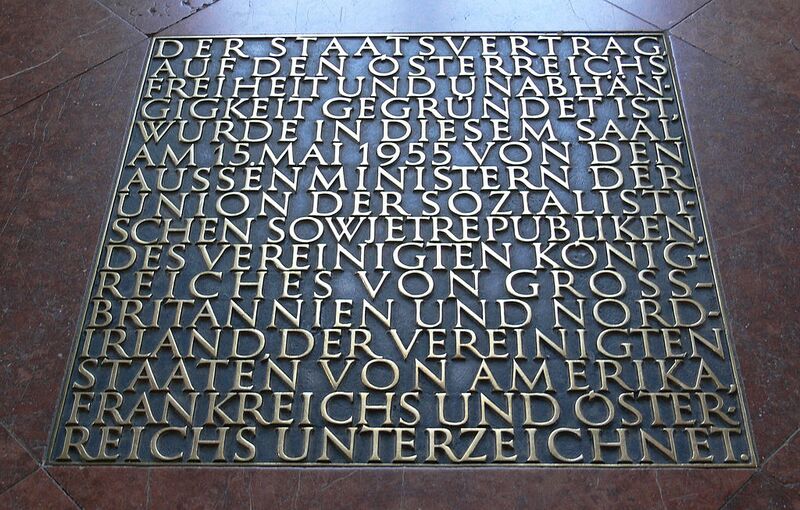 DER STAATSVERTRAG
AUF DEN ÖSTERREICHS
FREIHEIT UND UNABHÄN-
GIGKEIT GEGRÜNDET IST,
WURDE IN DIESEM SAAL
AM 15. MAI 1955 VON DEN
AUSSENMINISTERN DER
UNION DER SOZIALISTI-
SCHEN SOWJETREPUBLIKEN,
DES VEREINIGTEN KÖNIG-
REICHES VON GROSS-
BRITANNIEN UND NORD-
IRLAND, DER VEREINIGTEN
STAATEN VON AMERIKA,
FRANKREICHS UND ÖSTER-
REICHS UNTERZEICHNET.